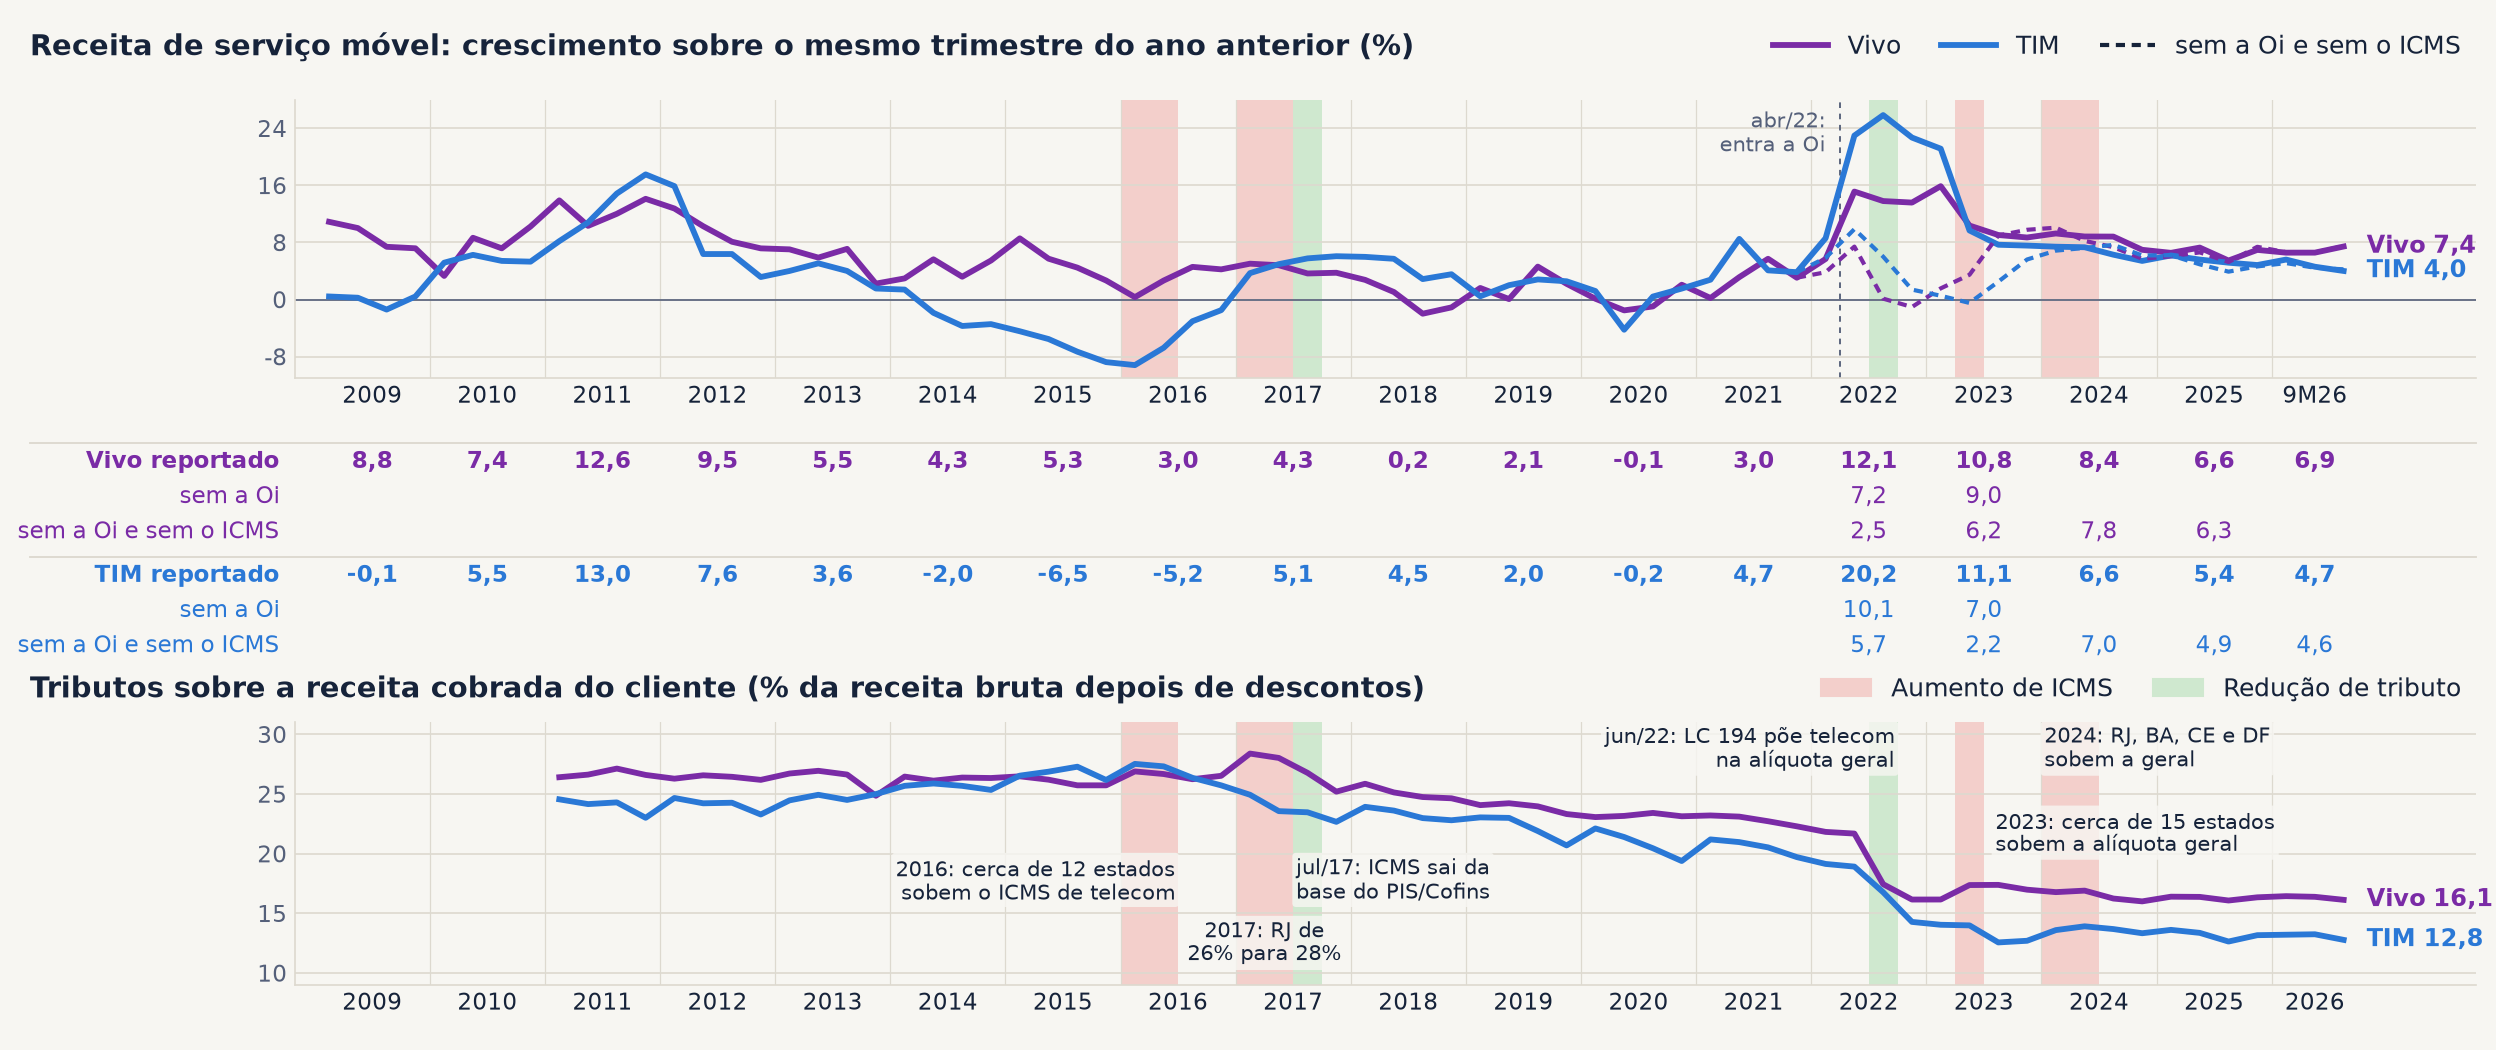 Receita de serviço móvel: crescimento sobre o mesmo trimestre do ano anterior (%)
Vivo TIM sem a Oi e sem o ICMS
abr/22:
entra a Oi
24
16
8
0
-8
Vivo 7,4
TIM 4,0
2009 2010 2011 2012 2013 2014 2015 2016 2017 2018 2019 2020 2021 2022 2023 2024 2025 9M26
Vivo reportado 8,8 7,4 12,6 9,5 5,5 4,3 5,3 3,0 4,3 0,2 2,1 -0,1 3,0 12,1 10,8 8,4 6,6 6,9
sem a Oi 7,2 9,0
sem a Oi e sem o ICMS 2,5 6,2 7,8 6,3
TIM reportado -0,1 5,5 13,0 7,6 3,6 -2,0 -6,5 -5,2 5,1 4,5 2,0 -0,2 4,7 20,2 11,1 6,6 5,4 4,7
sem a Oi 10,1 7,0
sem a Oi e sem o ICMS 5,7 2,2 7,0 4,9 4,6
Tributos sobre a receita cobrada do cliente (% da receita bruta depois de descontos)
Aumento de ICMS Redução de tributo
30
25
20
15
10
jun/22: LC 194 põe telecom
na alíquota geral
2024: RJ, BA, CE e DF
sobem a geral
2023: cerca de 15 estados
sobem a alíquota geral
2016: cerca de 12 estados
sobem o ICMS de telecom
jul/17: ICMS sai da
base do PIS/Cofins
2017: RJ de
26% para 28%
Vivo 16,1
TIM 12,8
2009 2010 2011 2012 2013 2014 2015 2016 2017 2018 2019 2020 2021 2022 2023 2024 2025 2026